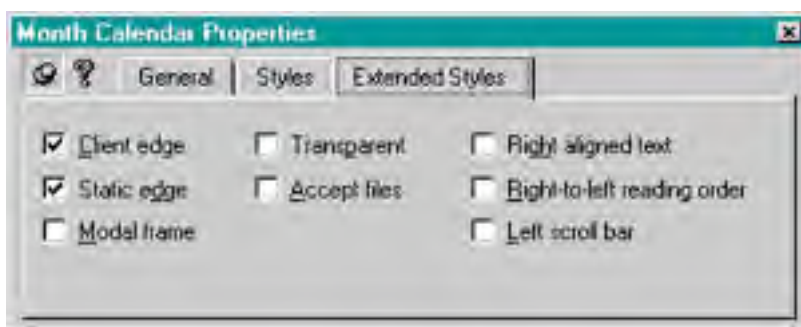 Month Calendar Properties
General Styles Extended Styles
Client edge Transparent Right aligned text
Static edge Accept files Right-to-left reading order
Modal frame Left scroll bar